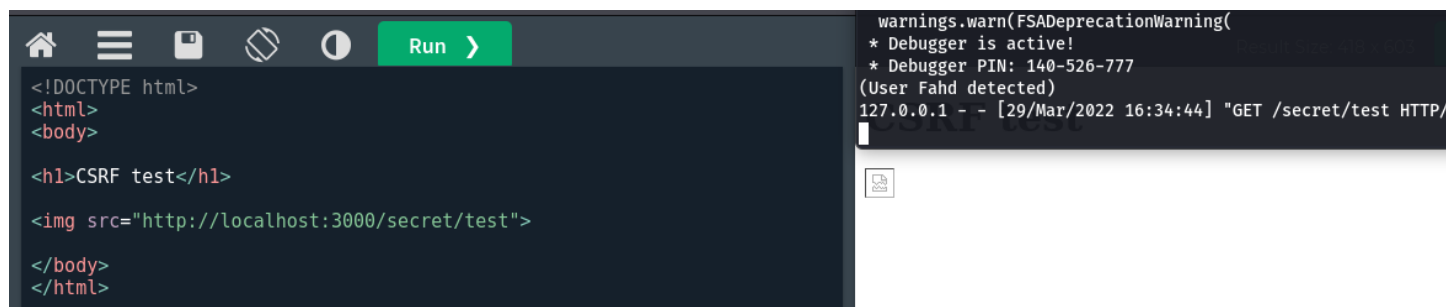 Run ❯
<!DOCTYPE html>
<html>
<body>
<h1>CSRF test</h1>
<img src="http://localhost:3000/secret/test">
</body>
</html>
warnings.warn(FSADeprecationWarning(
* Debugger is active!
* Debugger PIN: 140-526-777
(User Fahd detected)
127.0.0.1 - - [29/Mar/2022 16:34:44] "GET /secret/test HTTP/
CSRF test